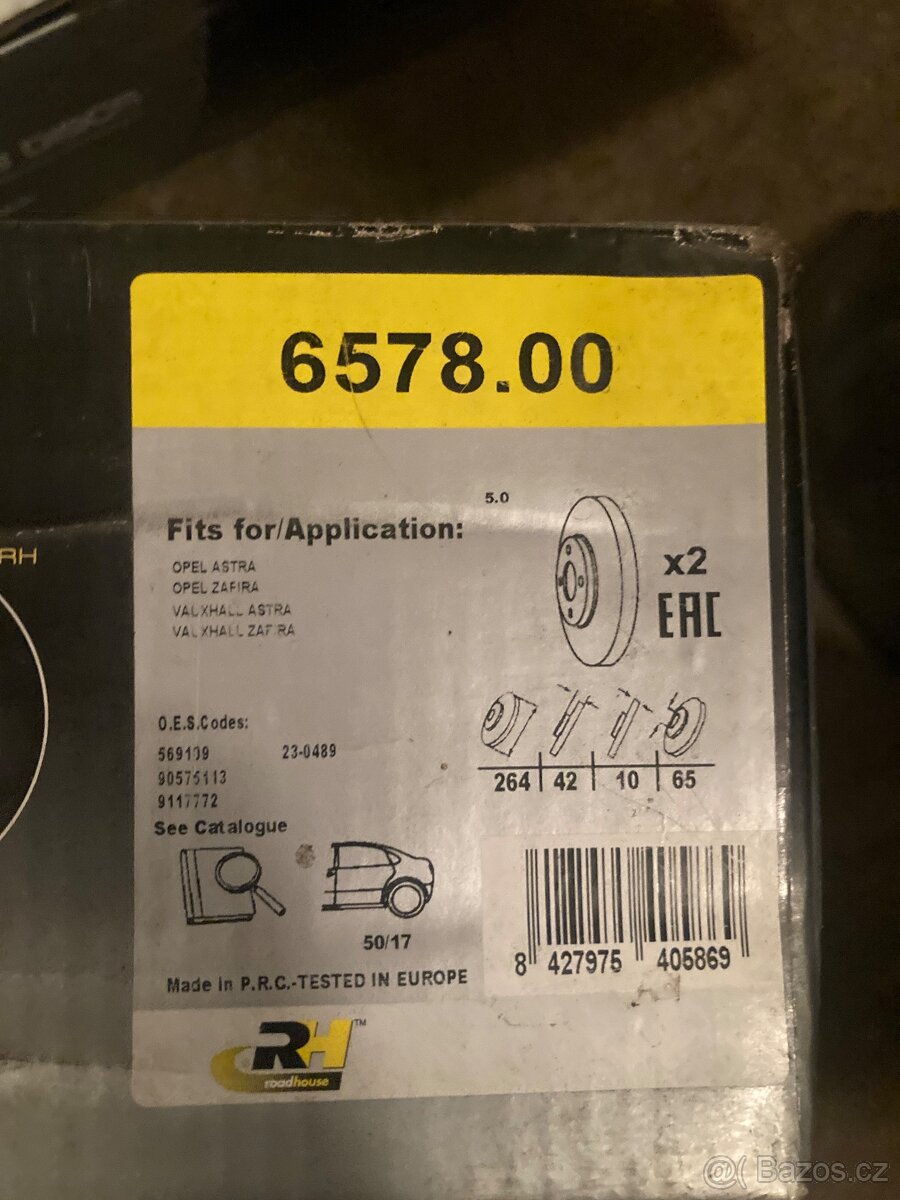 6578.00
5.0
Fits for/Application:
OPEL ASTRA
OPEL ZAFIRA
VAUXHALL ASTRA
VAUXHALL ZAFIRA
x2
EAC
RH
O.E.S.Codes:
569109 23-0489
90575113
9117772
264 42 10 65
See Catalogue
50/17
8 427975 405869
Made in P.R.C.-TESTED IN EUROPE
RH™
roadhouse
@( Bazos.cz